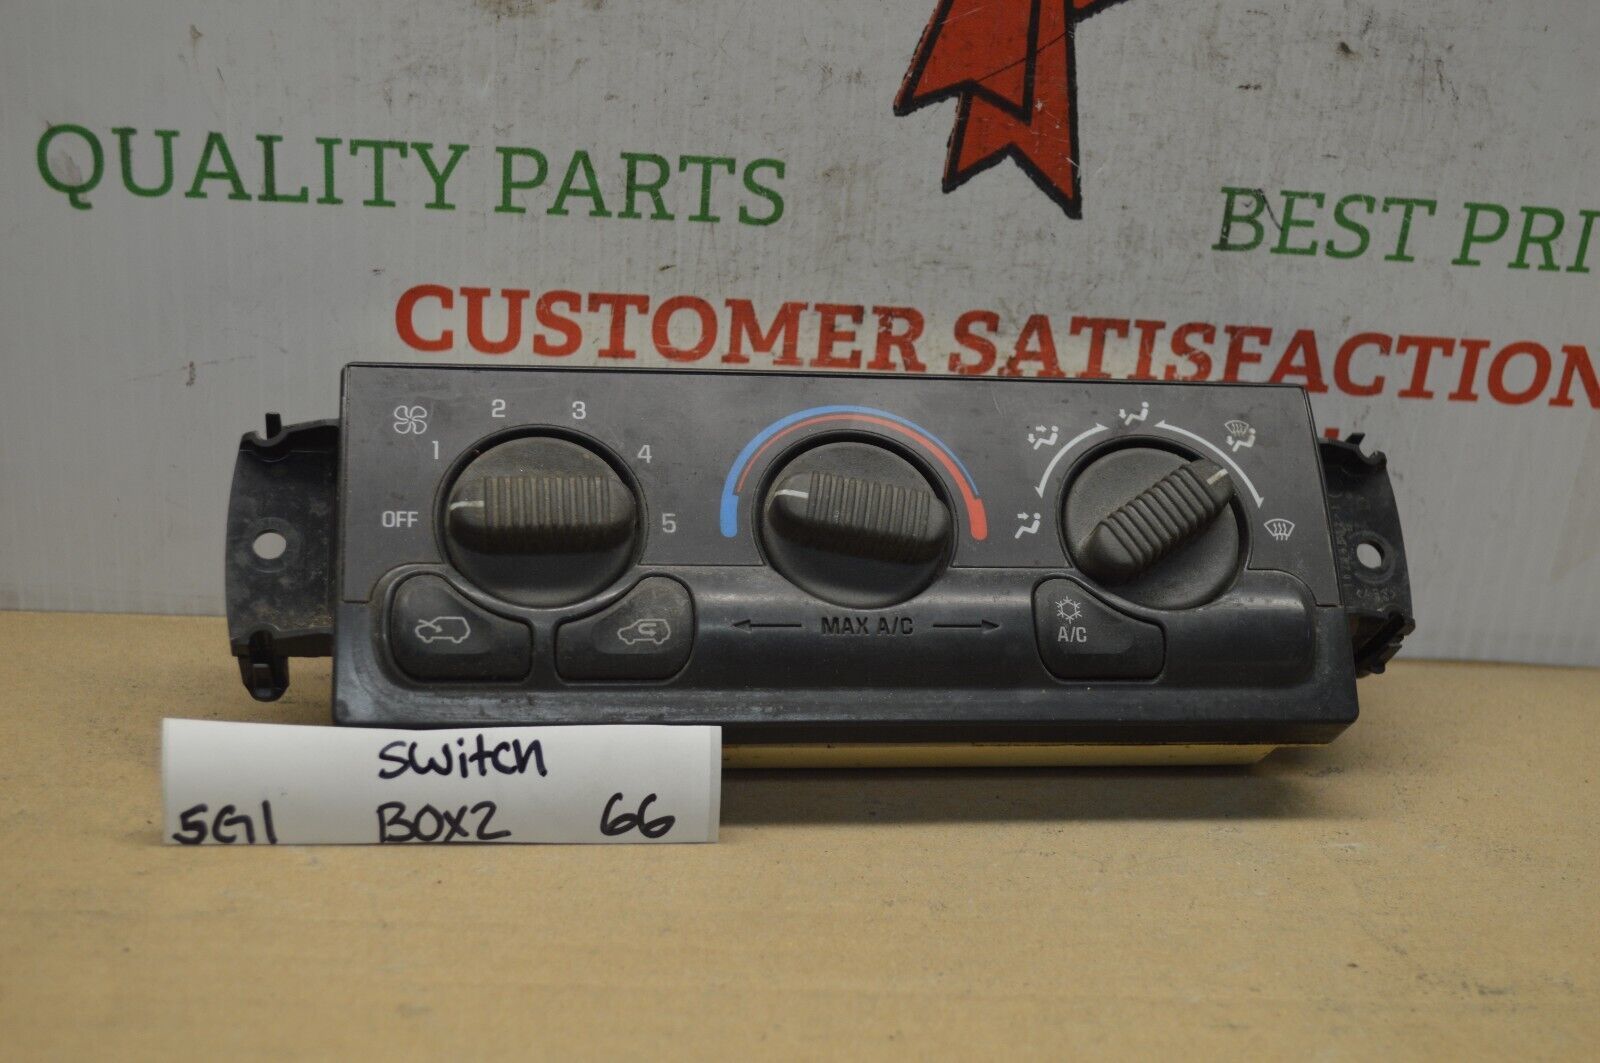 QUALITY PARTS
BEST PRI
CUSTOMER SATISFACTION
1 2 3 4 5
OFF
MAX A/C
A/C
switch
5G1 BOX2 66